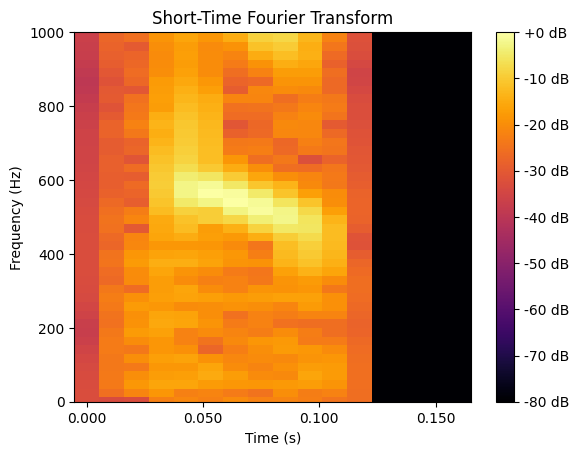 Short-Time Fourier Transform
1000
800
600
400
200
0
Frequency (Hz)
0.000
0.050
0.100
0.150
Time (s)
+0 dB
-10 dB
-20 dB
-30 dB
-40 dB
-50 dB
-60 dB
-70 dB
-80 dB